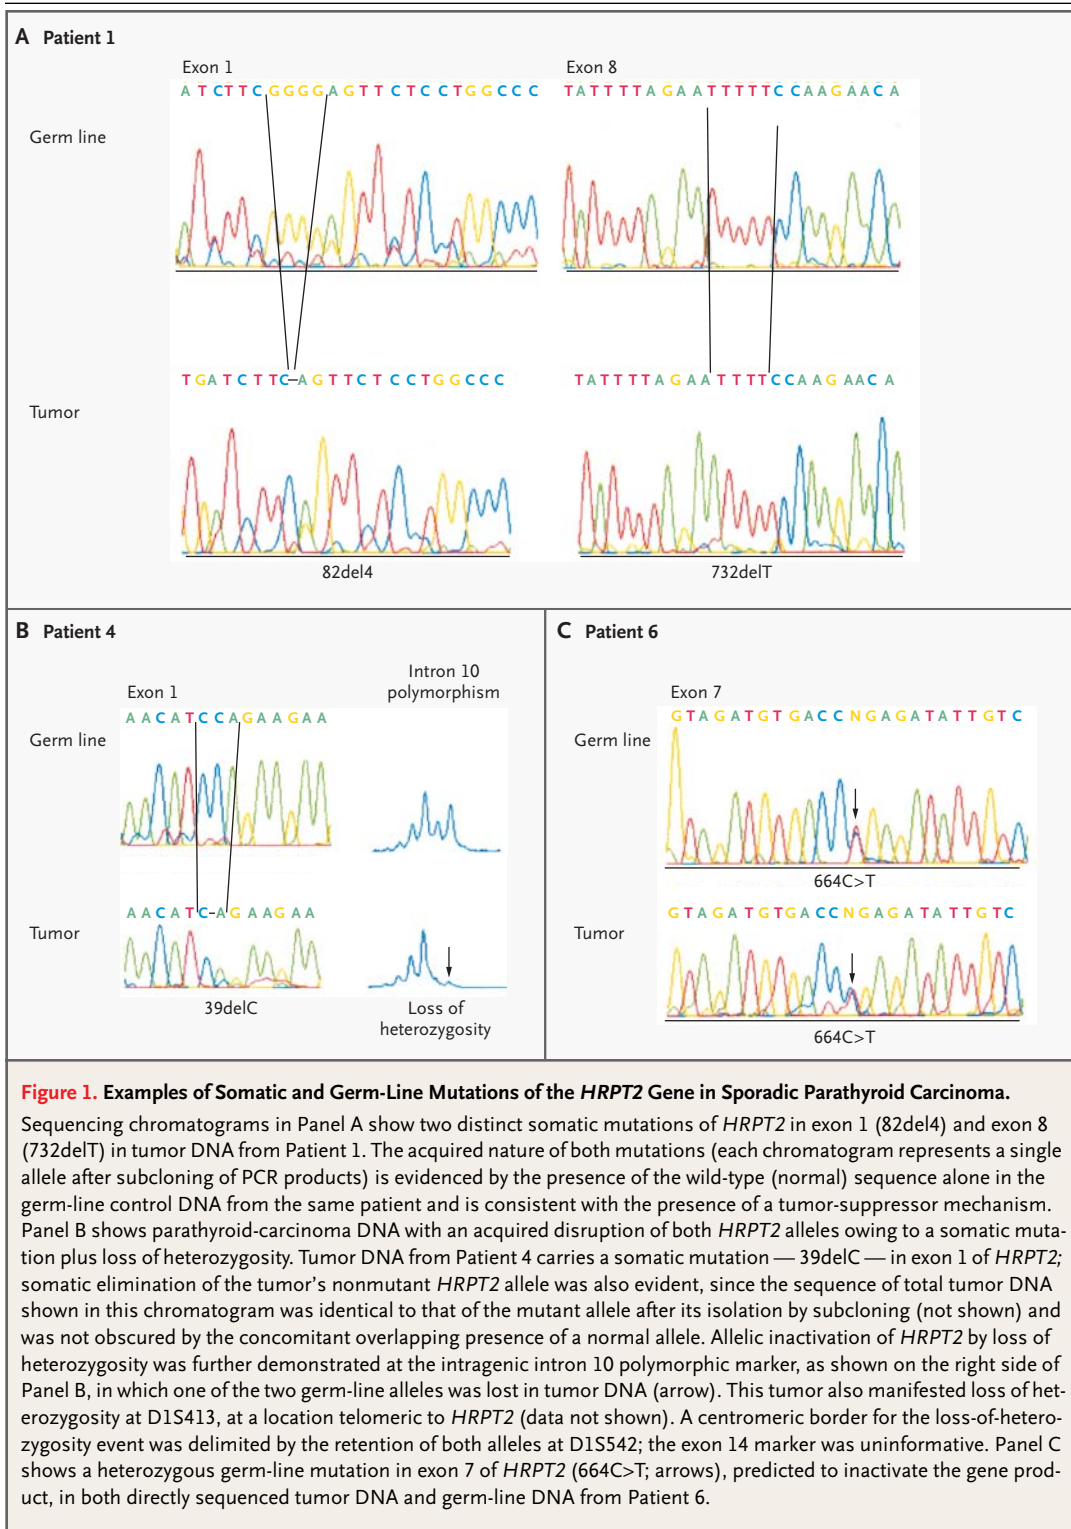 A Patient 1
Exon 1
Exon 8
A T C T T C G G G G A G T T C T C C T G G C C C
T A T T T T A G A A T T T T T C C A A G A A C A
Germ line
T G A T C T T C – A G T T C T C C T G G C C C
T A T T T T A G A A T T T T C C A A G A A C A
Tumor
82del4
732delT
B Patient 4
Exon 1
Intron 10
polymorphism
A A C A T C C A G A A G A A
Germ line
A A C A T C - A G A A G A A
Tumor
39delC
Loss of
heterozygosity
C Patient 6
Exon 7
G T A G A T G T G A C C N G A G A T A T T G T C
Germ line
664C>T
G T A G A T G T G A C C N G A G A T A T T G T C
Tumor
664C>T
Figure 1. Examples of Somatic and Germ-Line Mutations of the HRPT2 Gene in Sporadic Parathyroid Carcinoma.
Sequencing chromatograms in Panel A show two distinct somatic mutations of HRPT2 in exon 1 (82del4) and exon 8
(732delT) in tumor DNA from Patient 1. The acquired nature of both mutations (each chromatogram represents a single
allele after subcloning of PCR products) is evidenced by the presence of the wild-type (normal) sequence alone in the
germ-line control DNA from the same patient and is consistent with the presence of a tumor-suppressor mechanism.
Panel B shows parathyroid-carcinoma DNA with an acquired disruption of both HRPT2 alleles owing to a somatic muta-
tion plus loss of heterozygosity. Tumor DNA from Patient 4 carries a somatic mutation — 39delC — in exon 1 of HRPT2;
somatic elimination of the tumor's nonmutant HRPT2 allele was also evident, since the sequence of total tumor DNA
shown in this chromatogram was identical to that of the mutant allele after its isolation by subcloning (not shown) and
was not obscured by the concomitant overlapping presence of a normal allele. Allelic inactivation of HRPT2 by loss of
heterozygosity was further demonstrated at the intragenic intron 10 polymorphic marker, as shown on the right side of
Panel B, in which one of the two germ-line alleles was lost in tumor DNA (arrow). This tumor also manifested loss of het-
erozygosity at D1S413, at a location telomeric to HRPT2 (data not shown). A centromeric border for the loss-of-hetero-
zygosity event was delimited by the retention of both alleles at D1S542; the exon 14 marker was uninformative. Panel C
shows a heterozygous germ-line mutation in exon 7 of HRPT2 (664C>T; arrows), predicted to inactivate the gene prod-
uct, in both directly sequenced tumor DNA and germ-line DNA from Patient 6.